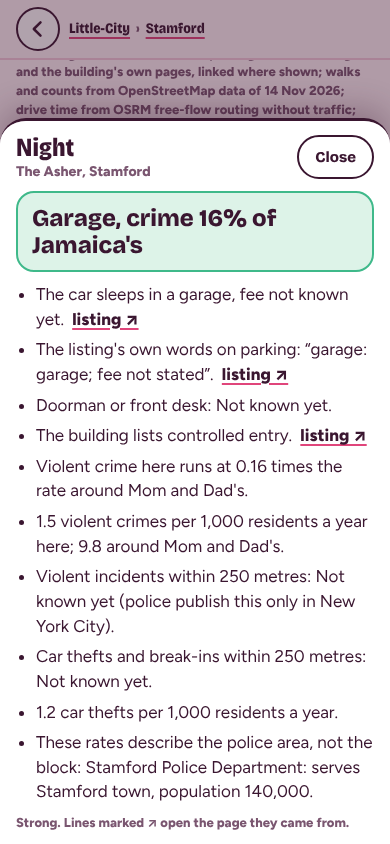 Little-City › Stamford
and the building's own pages, linked where shown; walks
and counts from OpenStreetMap data of 14 Nov 2026;
drive time from OSRM free-flow routing without traffic;
Night
The Asher, Stamford
Close
Garage, crime 16% of
Jamaica's
• The car sleeps in a garage, fee not known
yet. listing ↗
• The listing's own words on parking: “garage:
garage; fee not stated”. listing ↗
• Doorman or front desk: Not known yet.
• The building lists controlled entry. listing ↗
• Violent crime here runs at 0.16 times the
rate around Mom and Dad's.
• 1.5 violent crimes per 1,000 residents a year
here; 9.8 around Mom and Dad's.
• Violent incidents within 250 metres: Not
known yet (police publish this only in New
York City).
• Car thefts and break-ins within 250 metres:
Not known yet.
• 1.2 car thefts per 1,000 residents a year.
• These rates describe the police area, not the
block: Stamford Police Department: serves
Stamford town, population 140,000.
Strong. Lines marked ↗ open the page they came from.